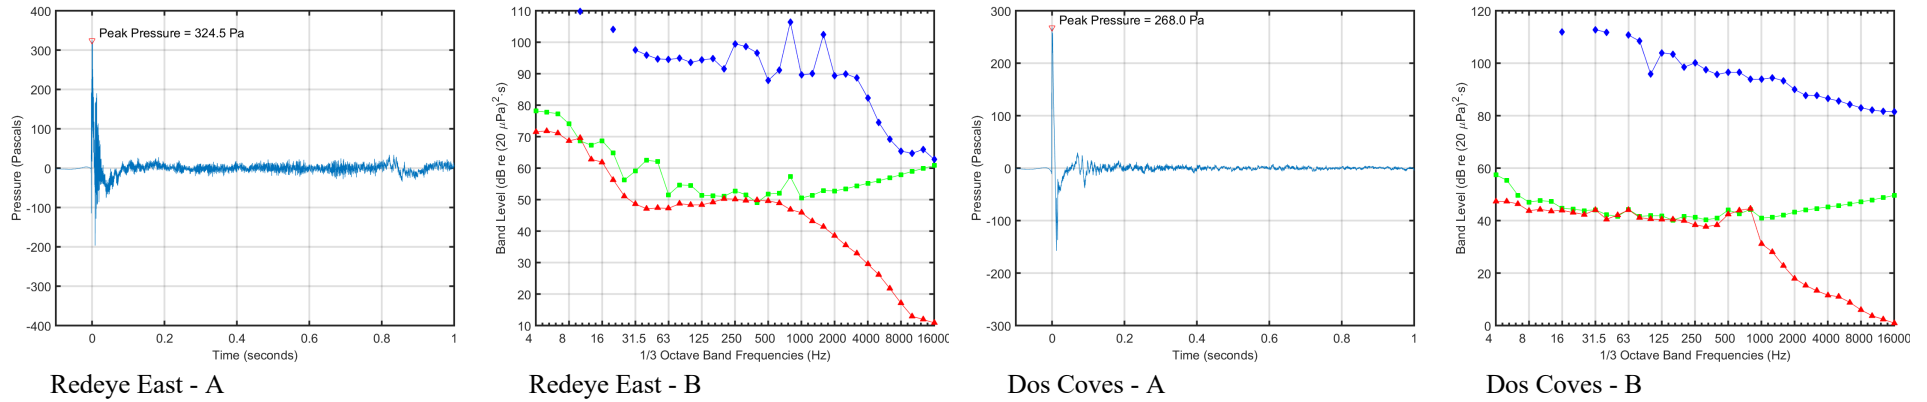 400
300
200
100
0
-100
-200
-300
-400
Pressure (Pascals)
Peak Pressure = 324.5 Pa
0 0.2 0.4 0.6 0.8 1
Time (seconds)
Redeye East - A
110
100
90
80
70
60
50
40
30
20
10
Band Level (dB re (20 μPa)²·s)
4 8 16 31.5 63 125 250 500 1000 2000 4000 8000 16000
1/3 Octave Band Frequencies (Hz)
Redeye East - B
300
200
100
0
-100
-200
-300
Pressure (Pascals)
Peak Pressure = 268.0 Pa
0 0.2 0.4 0.6 0.8 1
Time (seconds)
Dos Coves - A
120
100
80
60
40
20
0
Band Level (dB re (20 μPa)²·s)
4 8 16 31.5 63 125 250 500 1000 2000 4000 8000 16000
1/3 Octave Band Frequencies (Hz)
Dos Coves - B